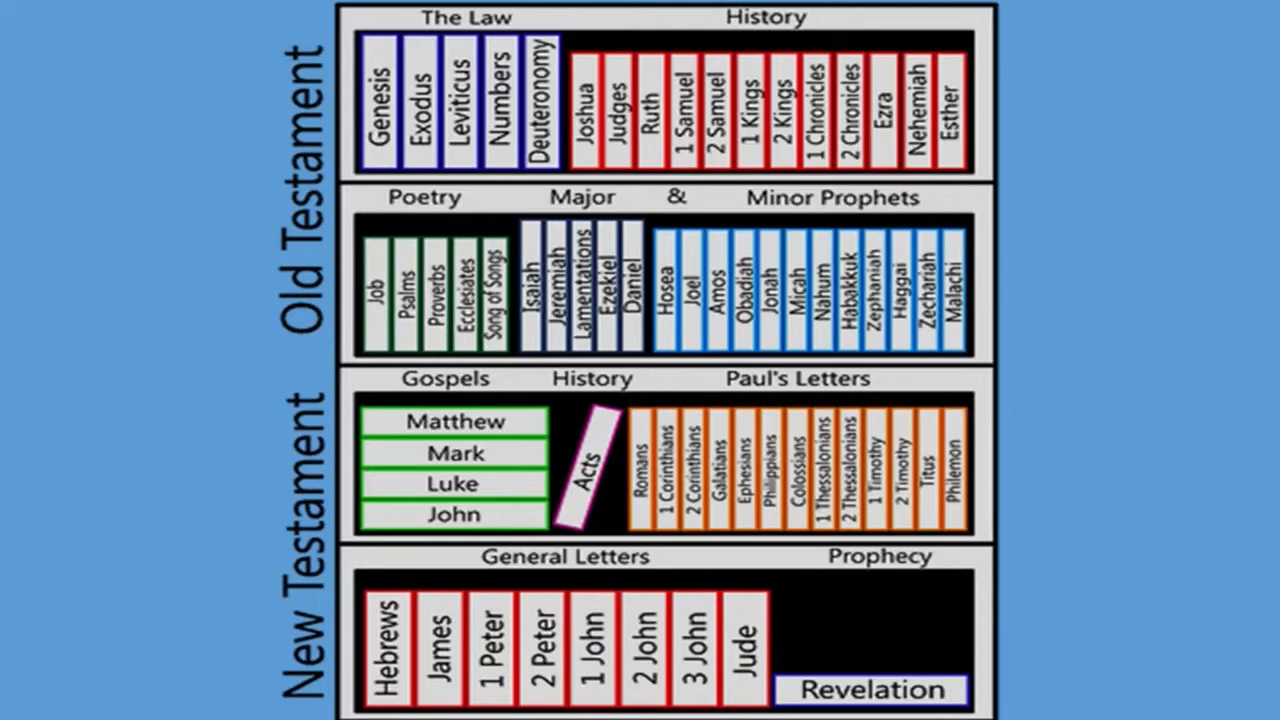 Old Testament
The Law History
Genesis
Exodus
Leviticus
Numbers
Deuteronomy
Joshua
Judges
Ruth
1 Samuel
2 Samuel
1 Kings
2 Kings
1 Chronicles
2 Chronicles
Ezra
Nehemiah
Esther
Poetry Major & Minor Prophets
Job
Psalms
Proverbs
Ecclesiates
Song of Songs
Isaiah
Jeremiah
Lamentations
Ezekiel
Daniel
Hosea
Joel
Amos
Obadiah
Jonah
Micah
Nahum
Habakkuk
Zephaniah
Haggai
Zechariah
Malachi
New Testament
Gospels History Paul's Letters
Matthew
Mark
Luke
John
Acts
Romans
1 Corinthians
2 Corinthians
Galatians
Ephesians
Philippians
Colossians
1 Thessalonians
2 Thessalonians
1 Timothy
2 Timothy
Titus
Philemon
General Letters Prophecy
Hebrews
James
1 Peter
2 Peter
1 John
2 John
3 John
Jude
Revelation